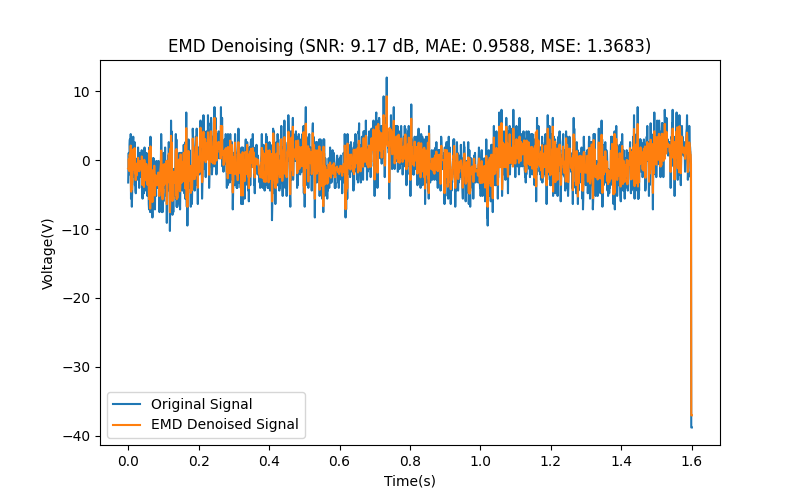 EMD Denoising (SNR: 9.17 dB, MAE: 0.9588, MSE: 1.3683)
Voltage(V)
10
0
−10
−20
−30
−40
Original Signal
EMD Denoised Signal
0.0 0.2 0.4 0.6 0.8 1.0 1.2 1.4 1.6
Time(s)